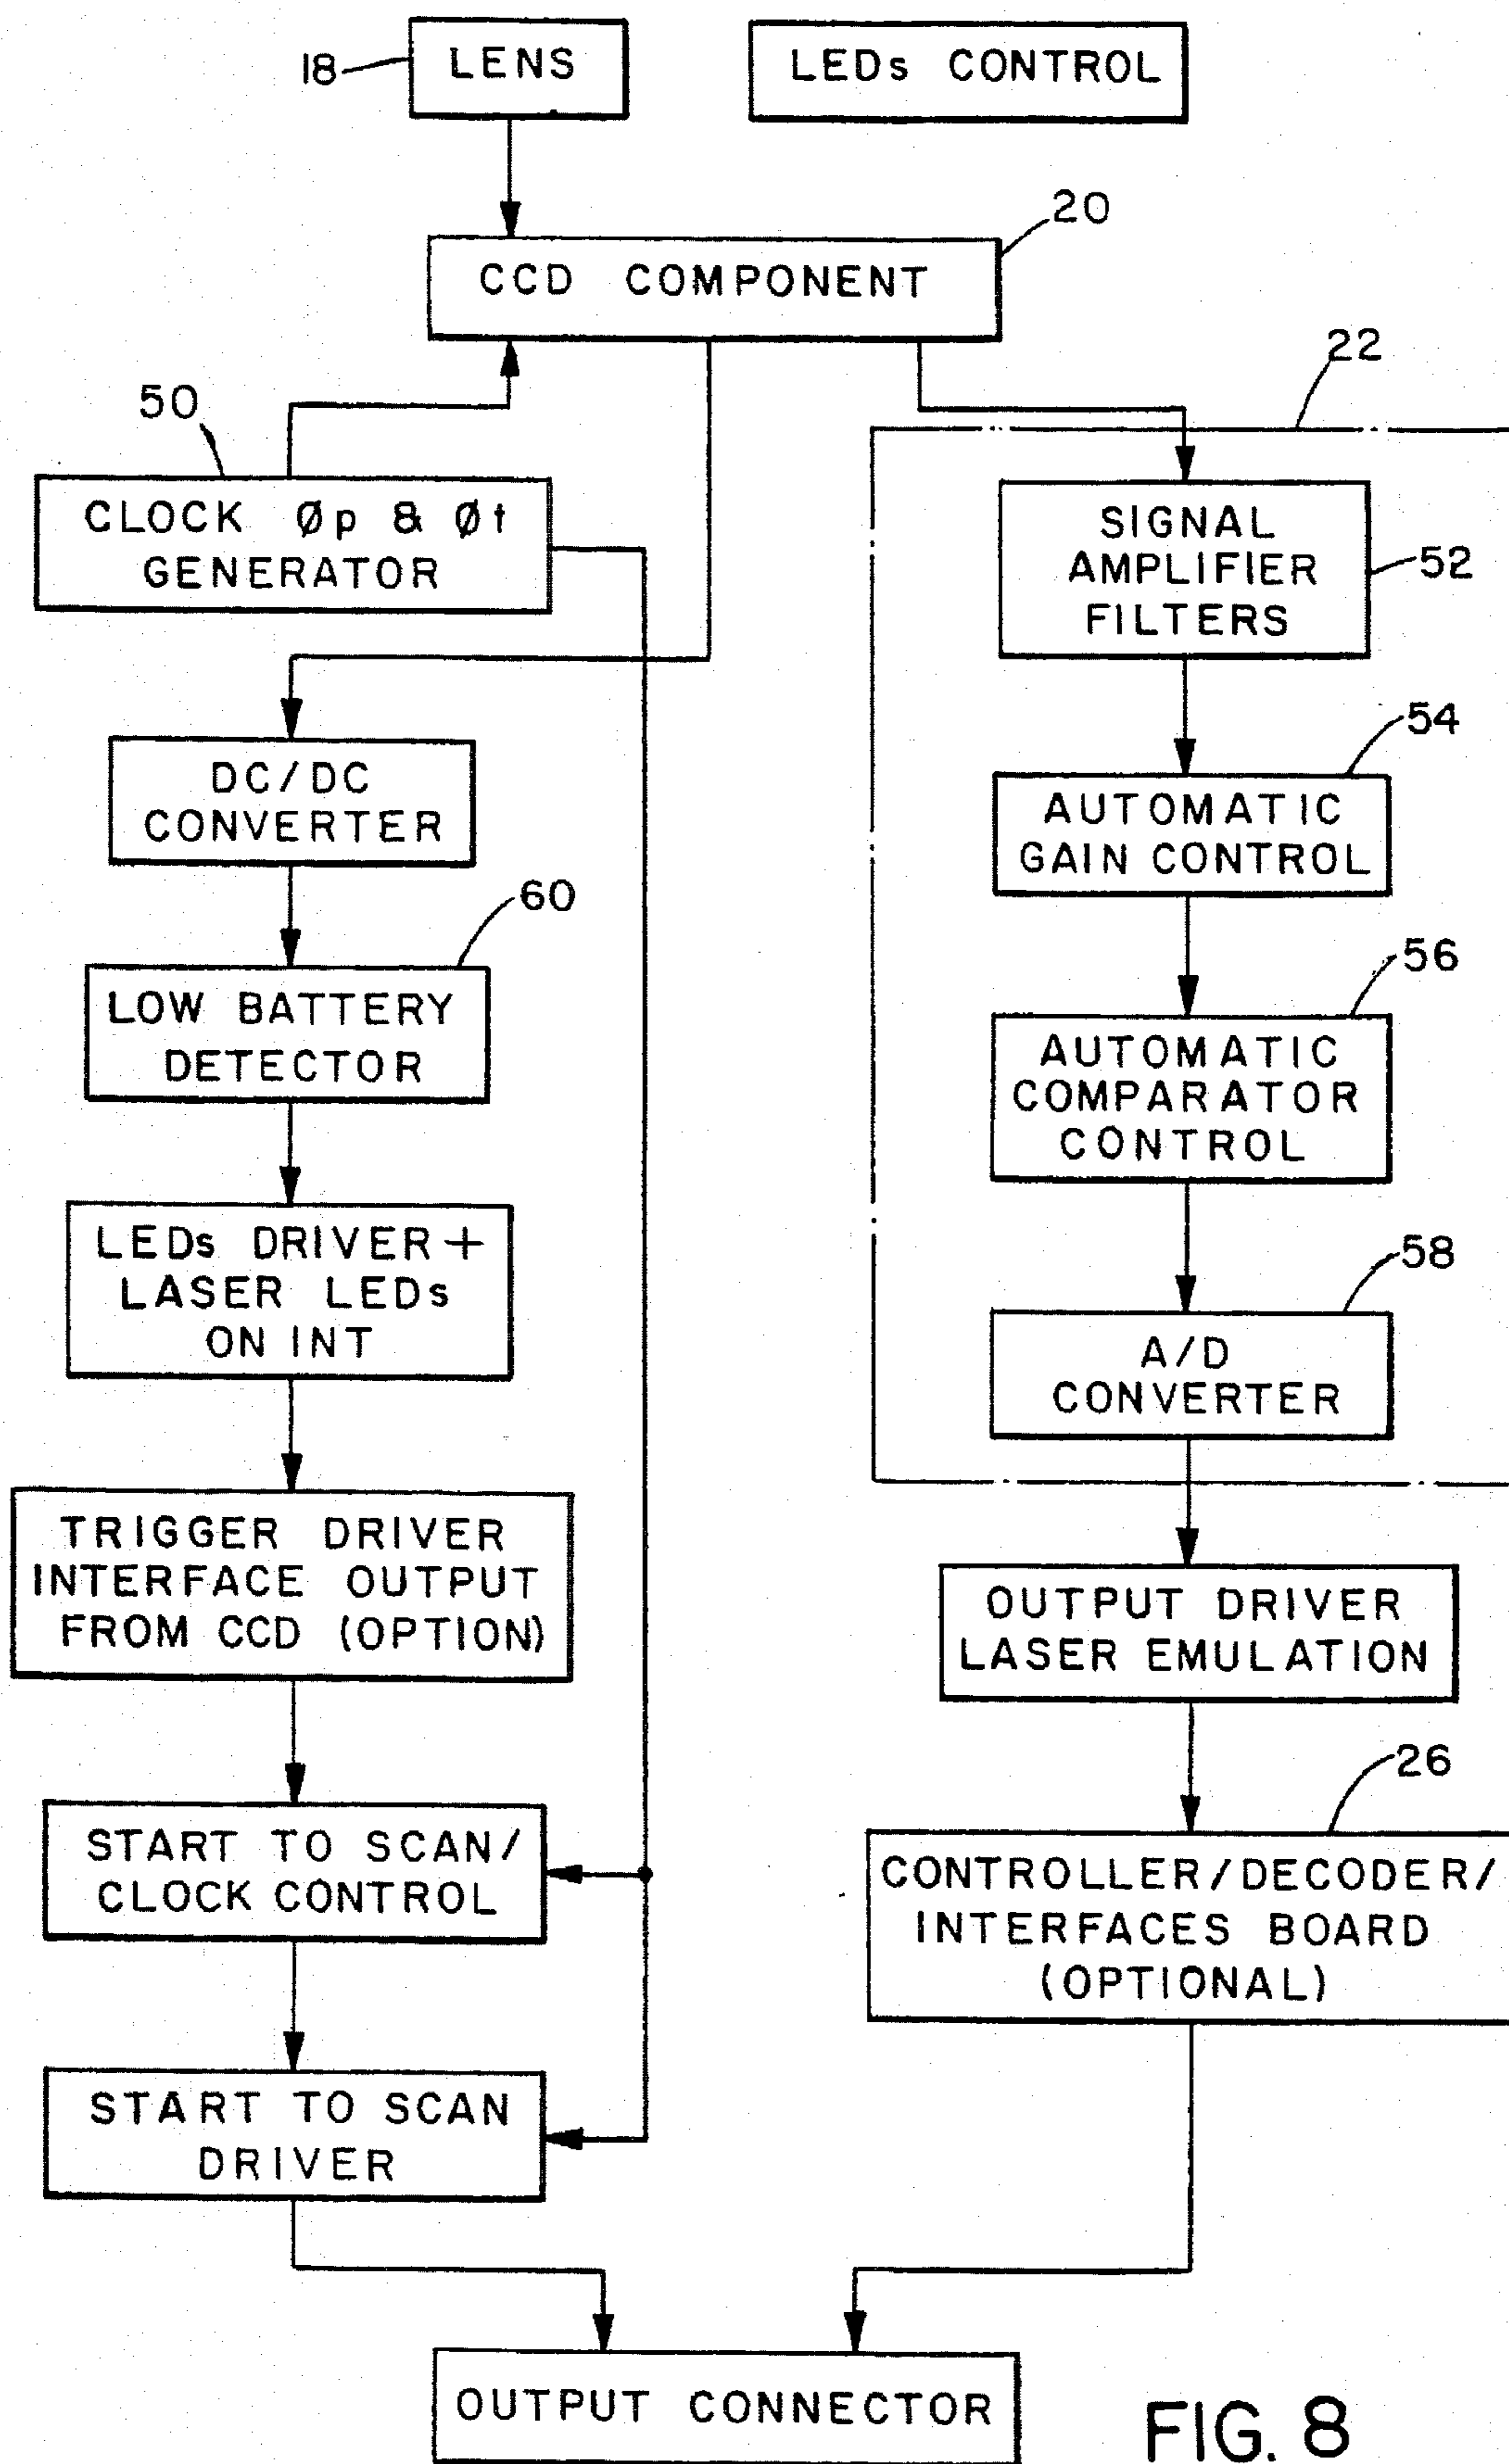 18
LENS
LEDs CONTROL
20
CCD COMPONENT
22
50
CLOCK Øp & Øt
GENERATOR
SIGNAL
AMPLIFIER
FILTERS
52
DC/DC
CONVERTER
54
AUTOMATIC
GAIN CONTROL
60
LOW BATTERY
DETECTOR
56
AUTOMATIC
COMPARATOR
CONTROL
LEDs DRIVER +
LASER LEDs
ON INT
58
A/D
CONVERTER
TRIGGER DRIVER
INTERFACE OUTPUT
FROM CCD (OPTION)
OUTPUT DRIVER
LASER EMULATION
26
START TO SCAN/
CLOCK CONTROL
CONTROLLER/DECODER/
INTERFACES BOARD
(OPTIONAL)
START TO SCAN
DRIVER
OUTPUT CONNECTOR
FIG. 8